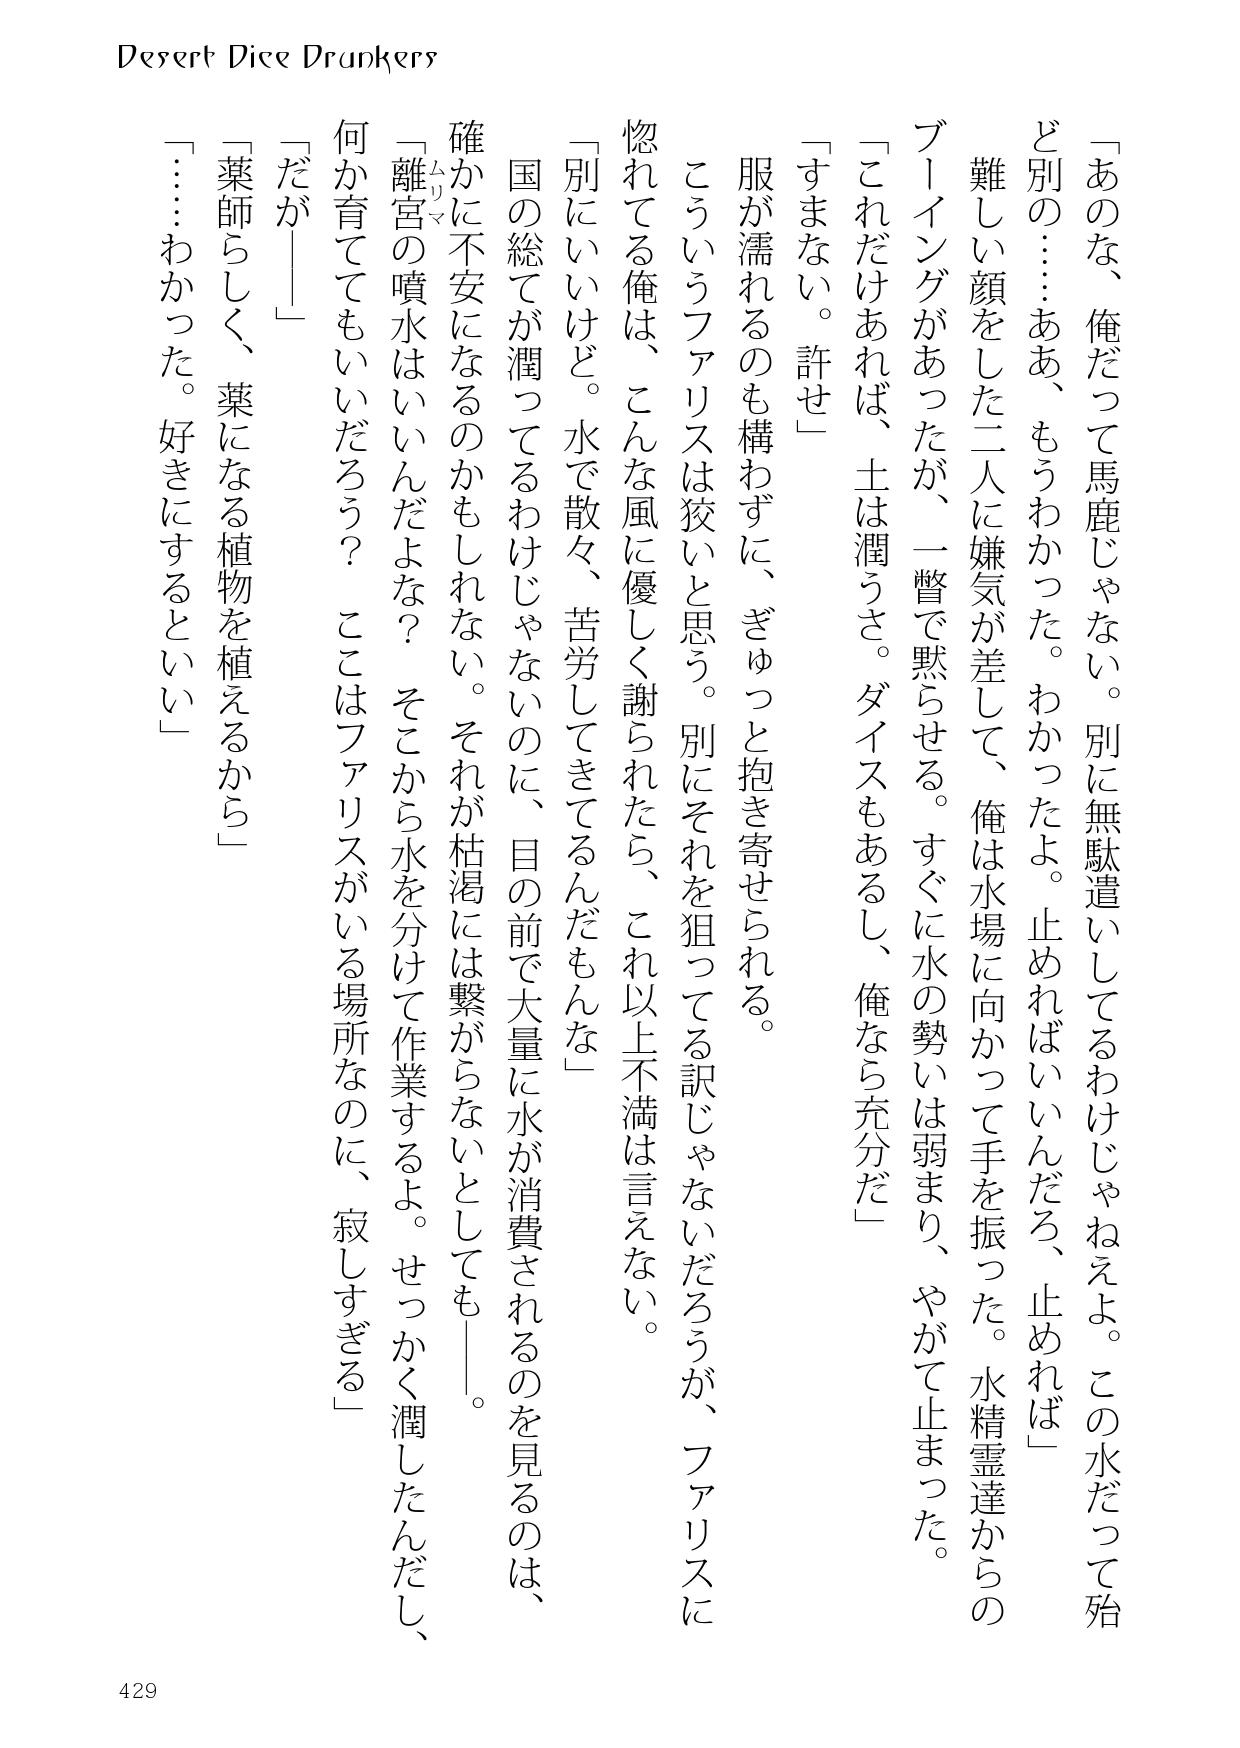 Desert Dice Drunkers
「あのな、俺だって馬鹿じゃない。別に無駄遣いしてるわけじゃねえよ。この水だって殆
ど別の……ああ、もうわかった。わかったよ。止めればいいんだろ、止めれば」
　難しい顔をした二人に嫌気が差して、俺は水場に向かって手を振った。水精霊達からの
ブーイングがあったが、一瞥で黙らせる。すぐに水の勢いは弱まり、やがて止まった。
「これだけあれば、土は潤うさ。ダイスもあるし、俺なら充分だ」
「すまない。許せ」
　服が濡れるのも構わずに、ぎゅっと抱き寄せられる。
　こういうファリスは狡いと思う。別にそれを狙ってる訳じゃないだろうが、ファリスに
惚れてる俺は、こんな風に優しく謝られたら、これ以上不満は言えない。
「別にいいけど。水で散々、苦労してきてるんだもんな」
　国の総てが潤ってるわけじゃないのに、目の前で大量に水が消費されるのを見るのは、
確かに不安になるのかもしれない。それが枯渇には繋がらないとしても――。
ムリマ
「離宮の噴水はいいんだよな？　そこから水を分けて作業するよ。せっかく潤したんだし、
何か育ててもいいだろう？　ここはファリスがいる場所なのに、寂しすぎる」
「だが――」
「薬師らしく、薬になる植物を植えるから」
「……わかった。好きにするといい」
429